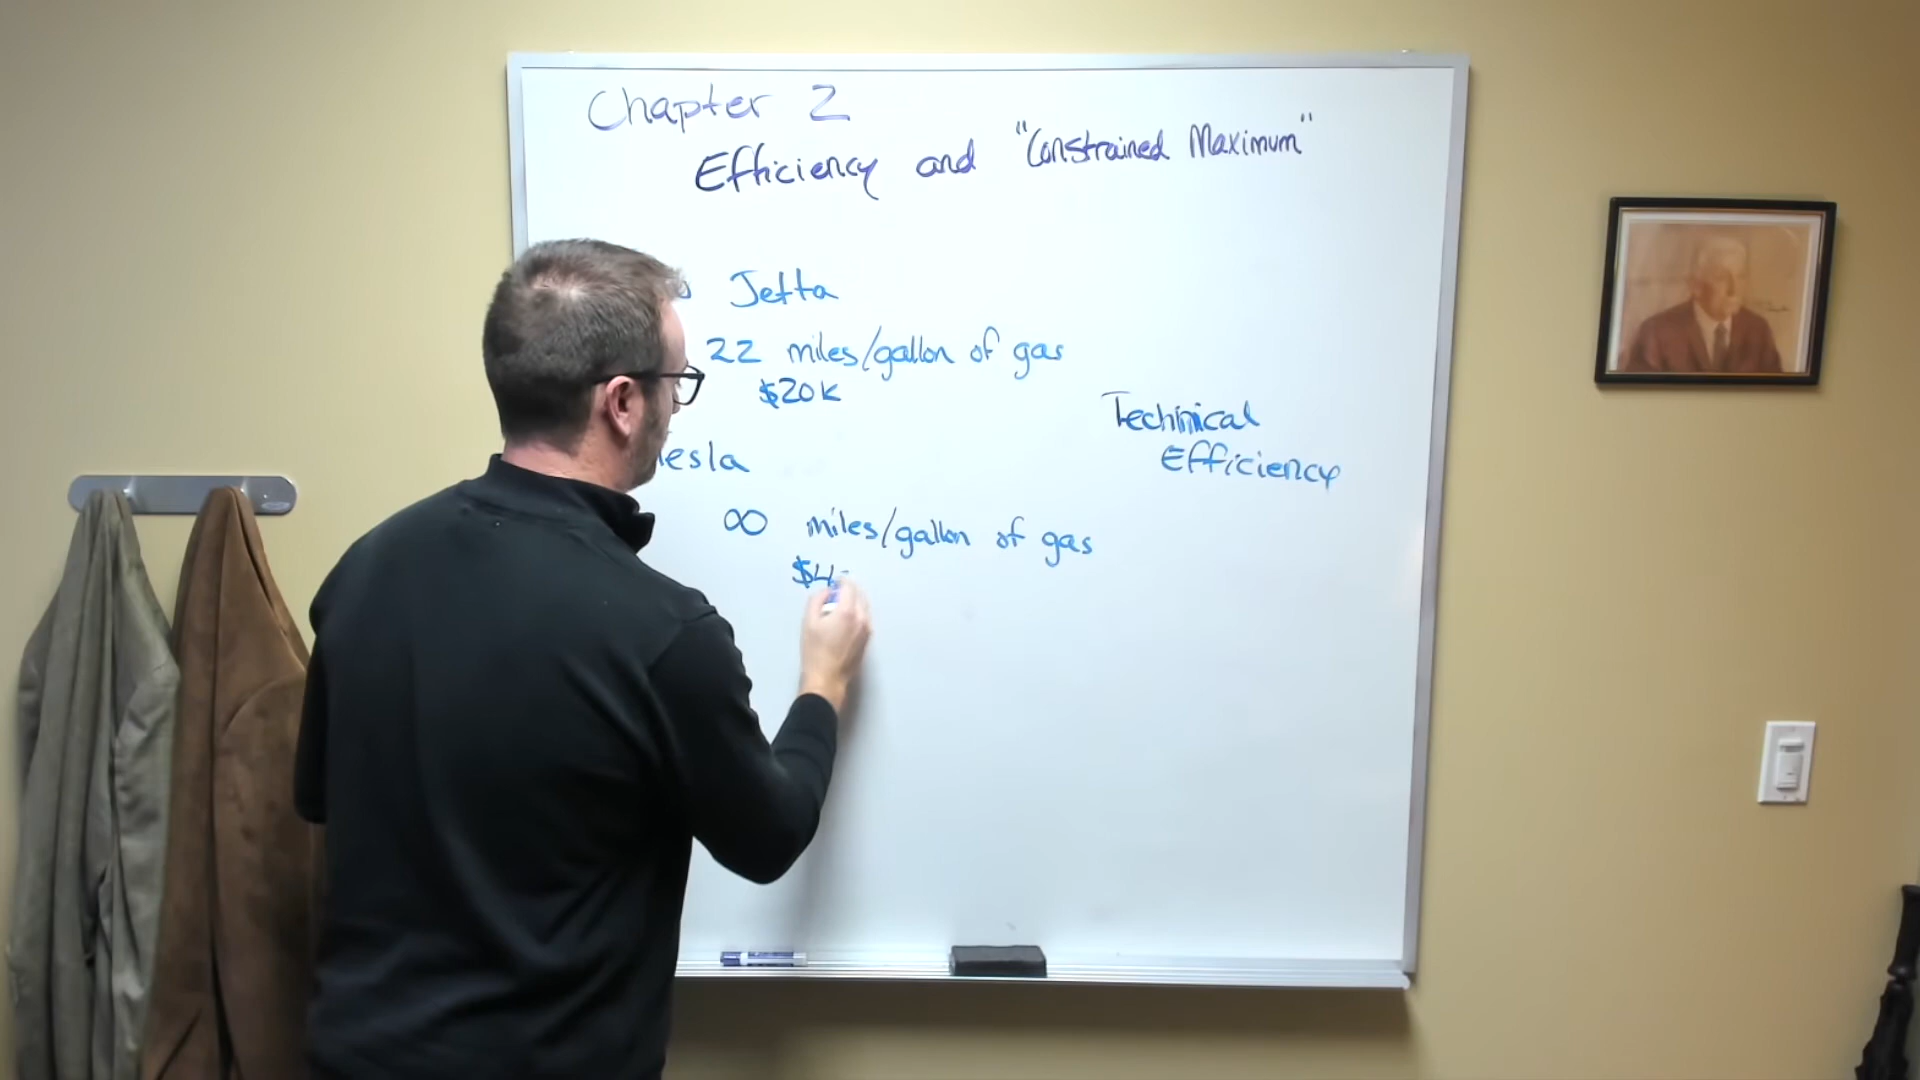 Chapter 2
Efficiency and "Constrained Maximum"
Jetta
22 miles/gallon of gas
$20K
Technical
Efficiency
esla
∞ miles/gallon of gas
$4